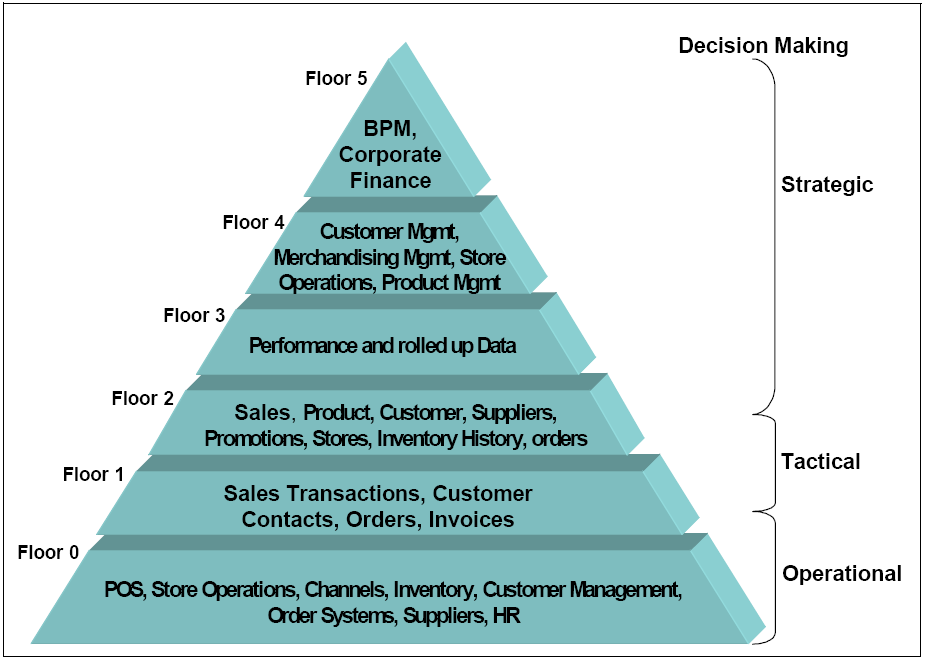 Decision Making
Floor 5
BPM,
Corporate
Finance
Strategic
Floor 4
Customer Mgmt,
Merchandising Mgmt, Store
Operations, Product Mgmt
Floor 3
Performance and rolled up Data
Floor 2
Sales, Product, Customer, Suppliers,
Promotions, Stores, Inventory History, orders
Tactical
Floor 1
Sales Transactions, Customer
Contacts, Orders, Invoices
Floor 0
Operational
POS, Store Operations, Channels, Inventory, Customer Management,
Order Systems, Suppliers, HR